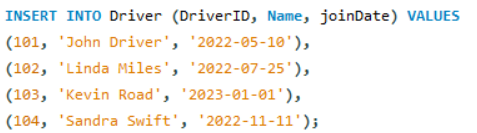 INSERT INTO Driver (DriverID, Name, joinDate) VALUES
(101, 'John Driver', '2022-05-10'),
(102, 'Linda Miles', '2022-07-25'),
(103, 'Kevin Road', '2023-01-01'),
(104, 'Sandra Swift', '2022-11-11');